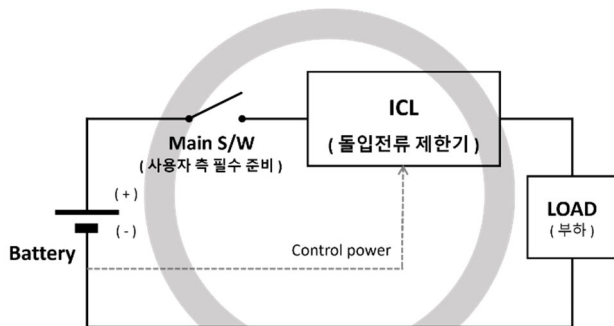 ICL
( 돌입전류 제한기 )
Main S/W
( 사용자 측 필수 준비 )
( + )
( - )
Battery
Control power
LOAD
( 부하 )